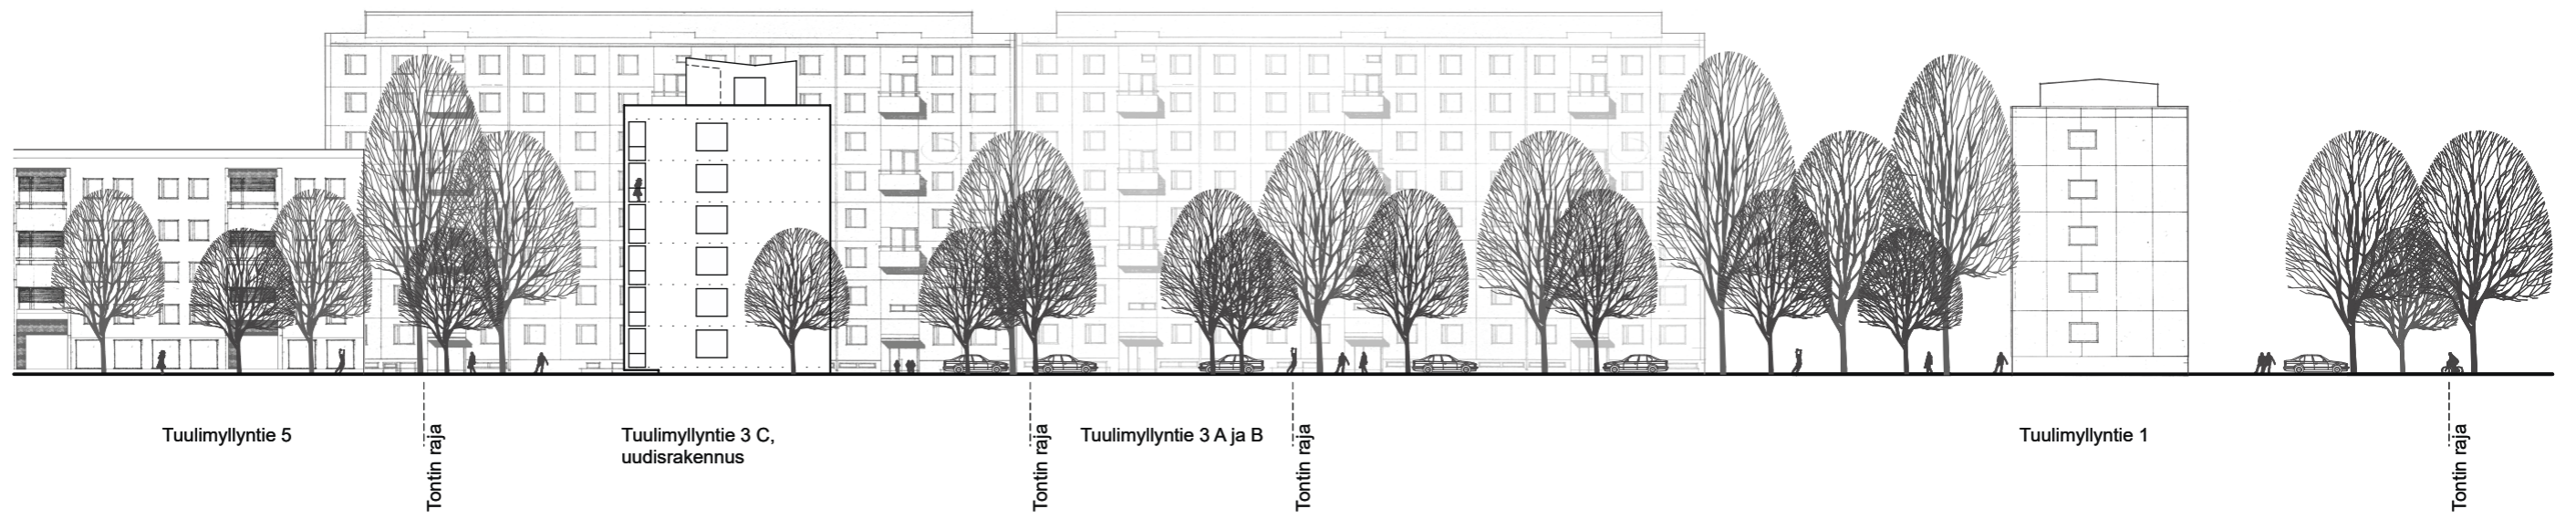 Tuulimyllyntie 5
Tontin raja
Tuulimyllyntie 3 C,
uudisrakennus
Tontin raja
Tuulimyllyntie 3 A ja B
Tontin raja
Tuulimyllyntie 1
Tontin raja